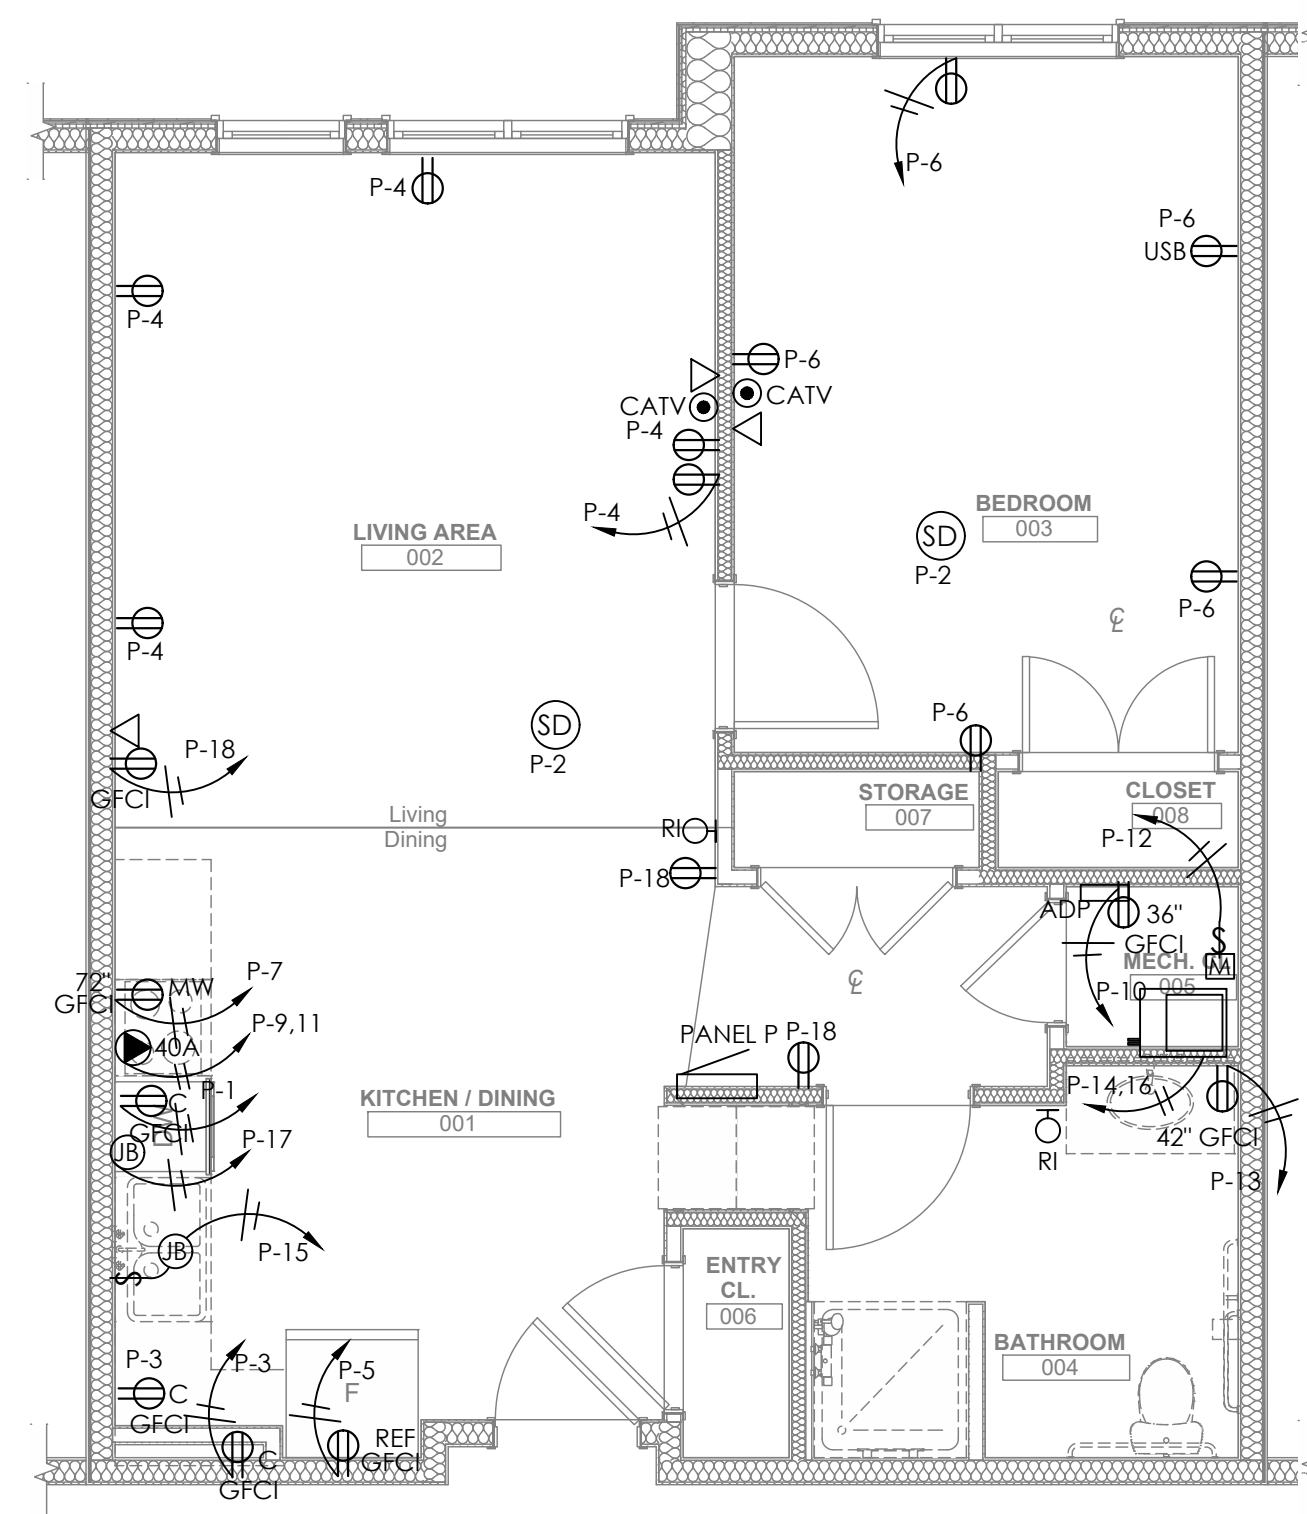 P-6
P-4
P-6
USB
P-4
P-6
CATV
CATV
P-4
P-4
BEDROOM
003
LIVING AREA
002
SD
P-2
P-6
℄
P-4
P-6
SD
P-2
P-18
GFCI
STORAGE
007
CLOSET
008
Living
Dining
RI
P-12
P-18
ADP
36"
GFCI
S
M
MECH. CL.
005
P-10
72"
GFCI
MW
P-7
℄
P-9,11
40A
PANEL P
P-18
P-1
C
GFCI
KITCHEN / DINING
001
P-14,16
42" GFCI
RI
P-13
JB
P-17
JB
P-15
S
ENTRY
CL.
006
BATHROOM
004
P-3
C
GFCI
P-3
P-5
F
C
GFCI
REF
GFCI